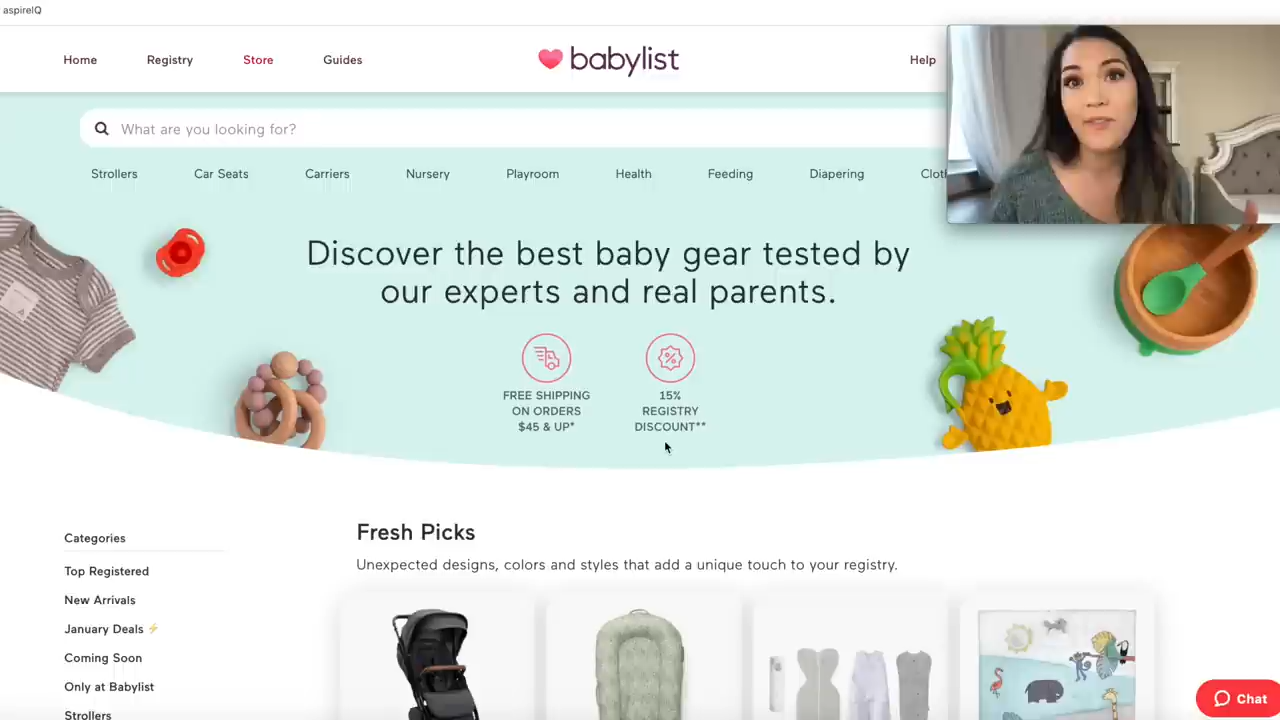 aspireIQ
Home Registry Store Guides babylist Help
What are you looking for?
Strollers Car Seats Carriers Nursery Playroom Health Feeding Diapering
Discover the best baby gear tested by
our experts and real parents.
FREE SHIPPING
ON ORDERS
$45 & UP*
15%
REGISTRY
DISCOUNT**
Categories
Top Registered
New Arrivals
January Deals ⚡
Coming Soon
Only at Babylist
Strollers
Fresh Picks
Unexpected designs, colors and styles that add a unique touch to your registry.
Chat